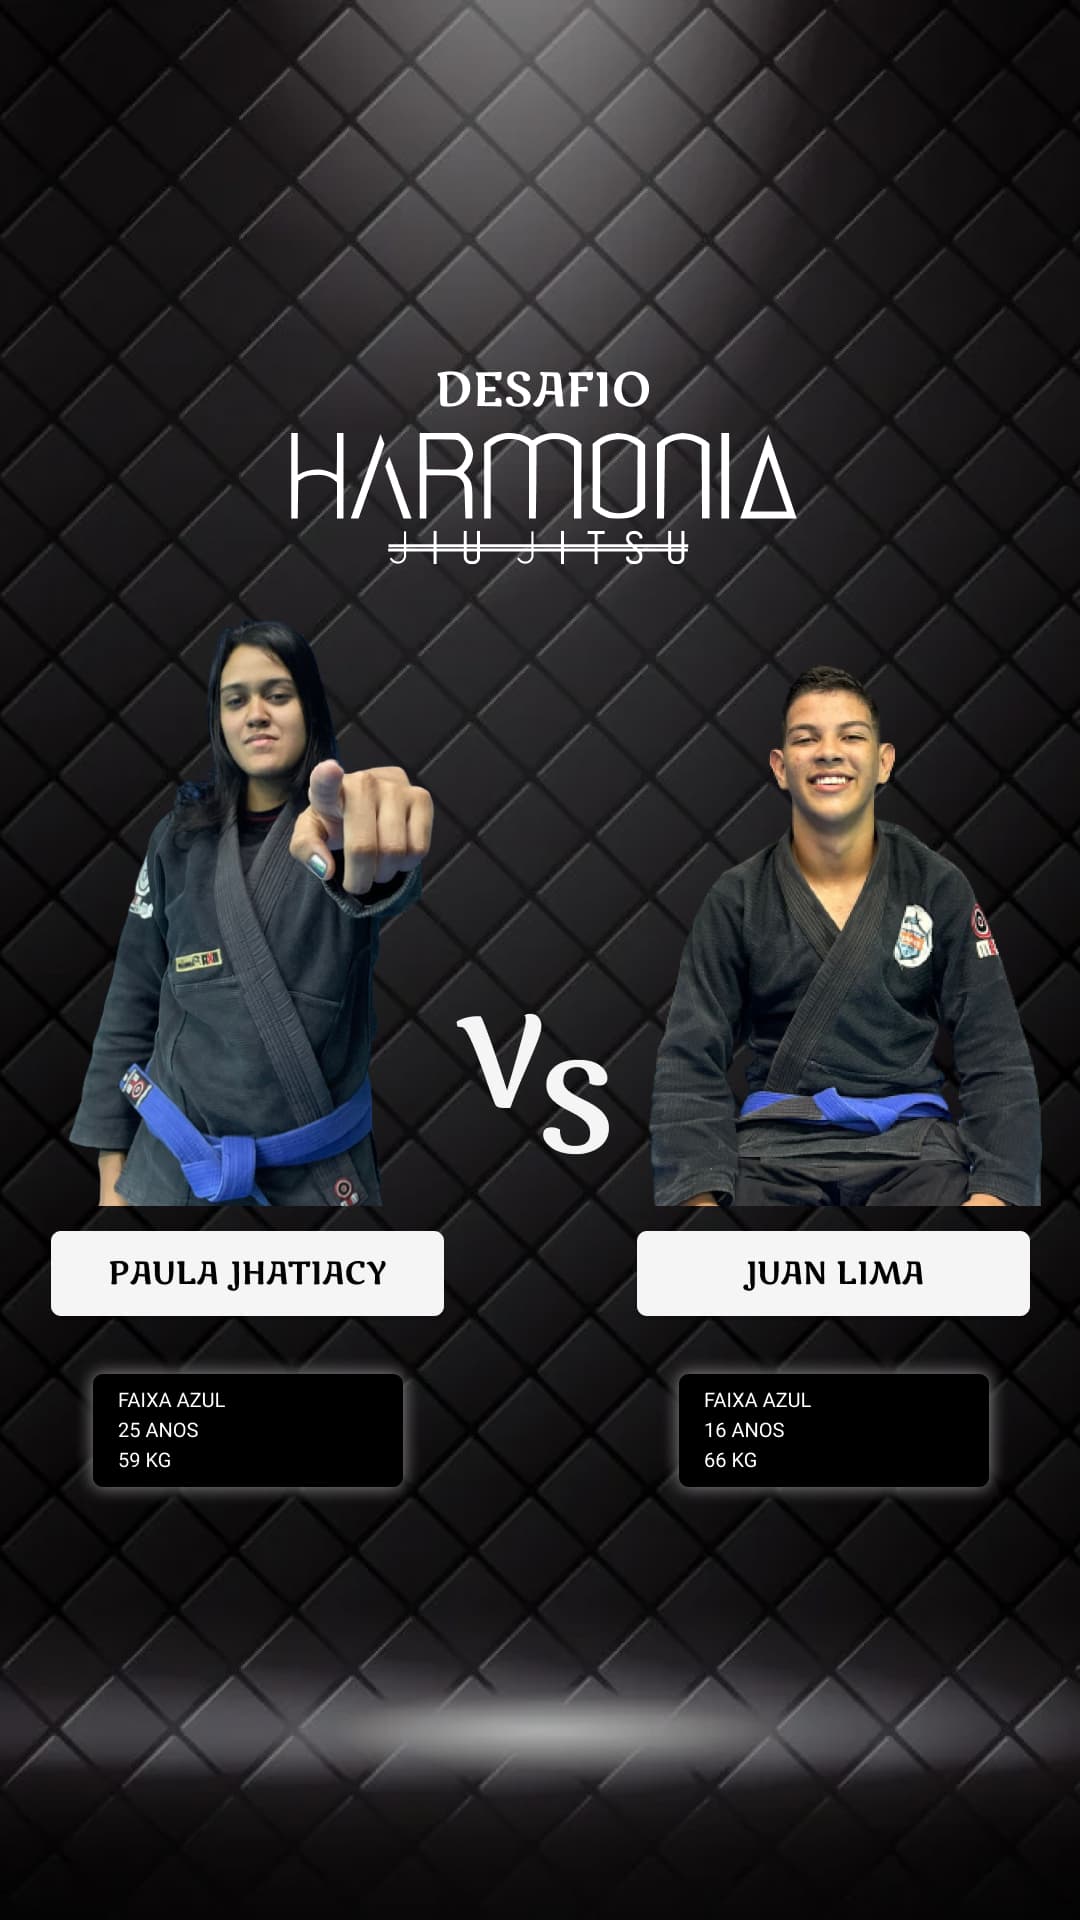 DESAFIO
HARMONIA
JIU JITSU
VS
PAULA JHATIACY
JUAN LIMA
FAIXA AZUL
25 ANOS
59 KG
FAIXA AZUL
16 ANOS
66 KG